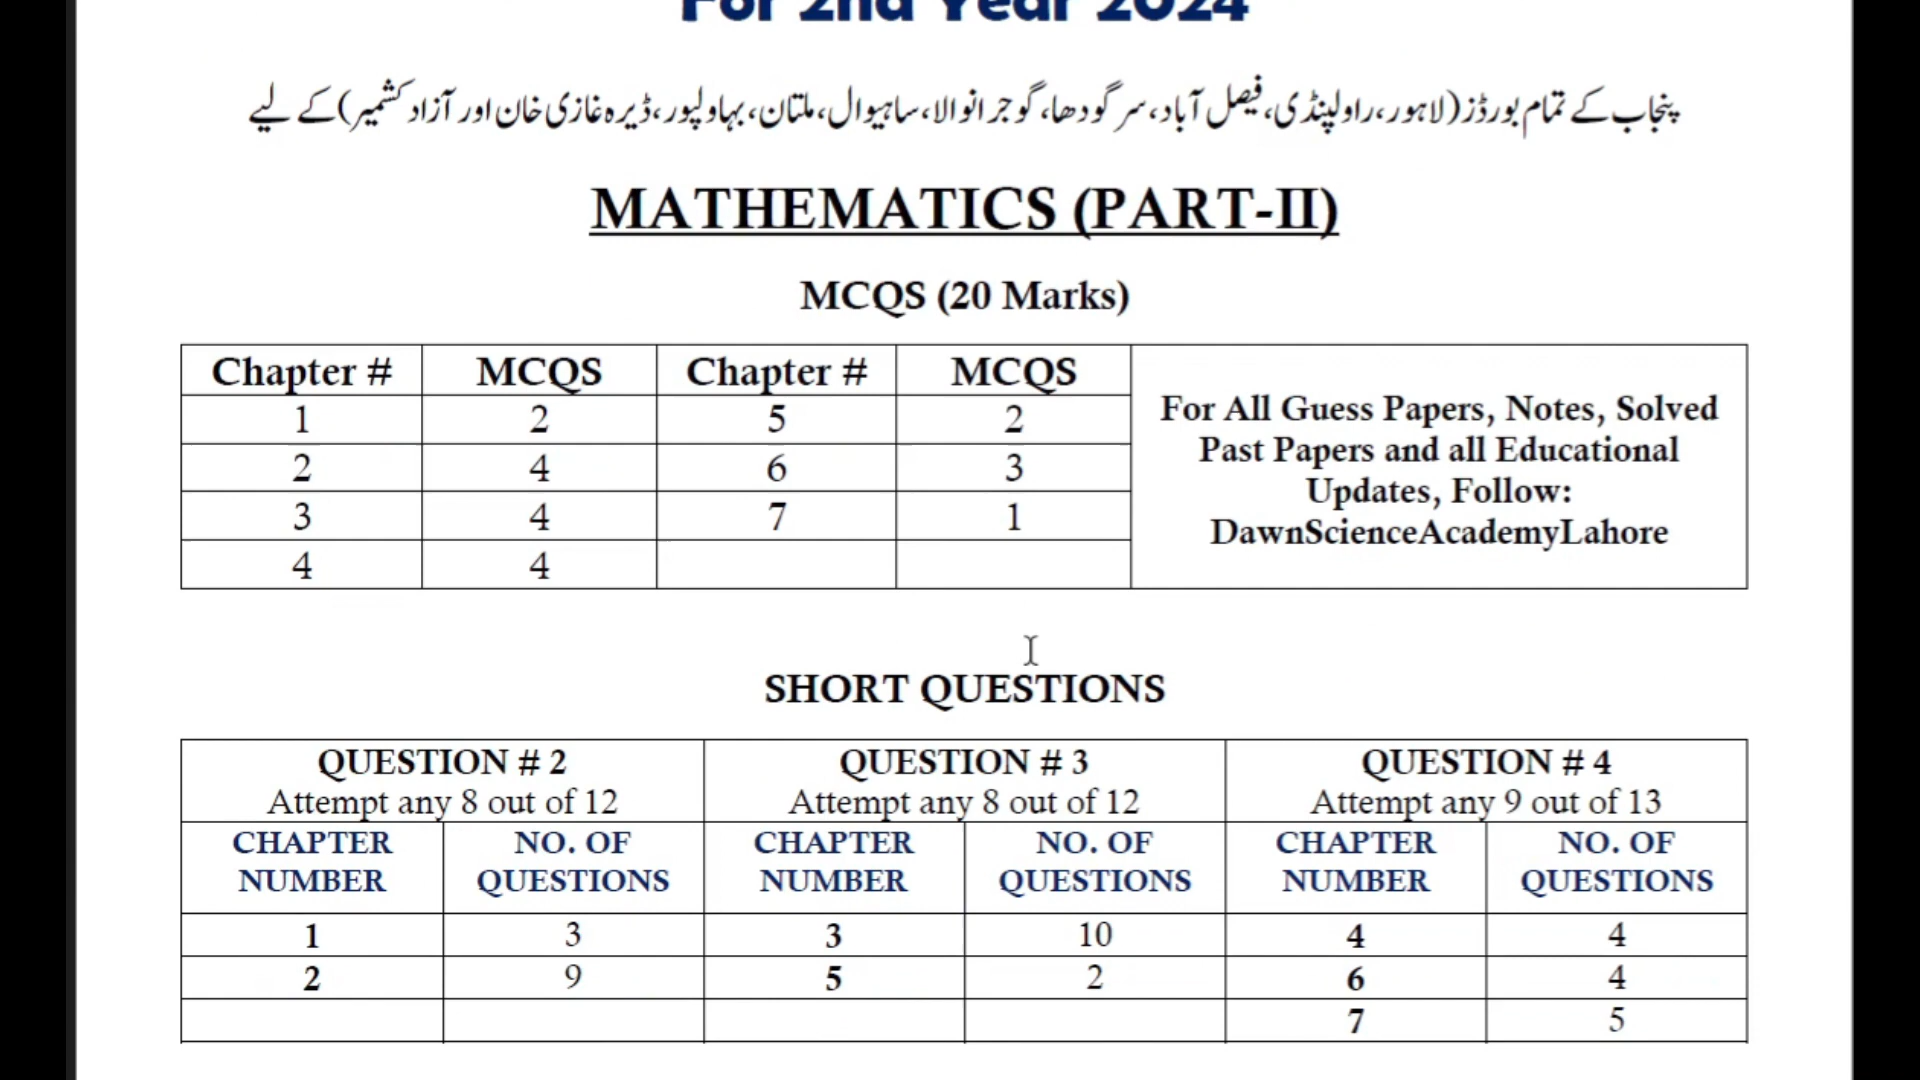 For 2nd Year 2024
پنجاب کے تمام بورڈز (لاہور، راولپنڈی، فیصل آباد، سرگودھا، گوجرانوالا، ساہیوال، ملتان، بہاولپور، ڈیرہ غازی خان اور آزاد کشمیر) کے لیے
MATHEMATICS (PART-II)
MCQS (20 Marks)
Chapter # MCQS Chapter # MCQS
1 2 5 2
2 4 6 3
3 4 7 1
4 4
For All Guess Papers, Notes, Solved
Past Papers and all Educational
Updates, Follow:
DawnScienceAcademyLahore
SHORT QUESTIONS
QUESTION # 2 QUESTION # 3 QUESTION # 4
Attempt any 8 out of 12 Attempt any 8 out of 12 Attempt any 9 out of 13
CHAPTER NO. OF CHAPTER NO. OF CHAPTER NO. OF
NUMBER QUESTIONS NUMBER QUESTIONS NUMBER QUESTIONS
1 3 3 10 4 4
2 9 5 2 6 4
7 5